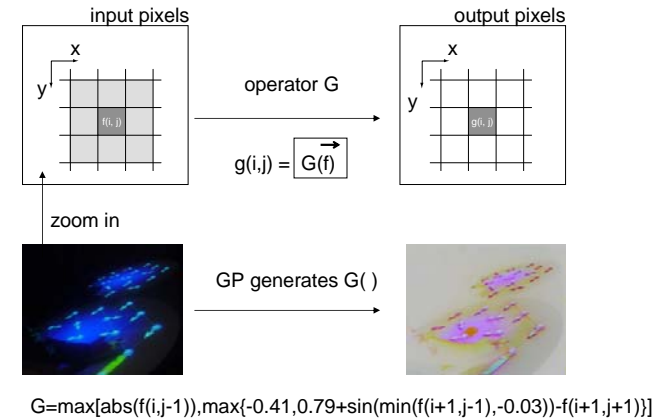 input pixels
output pixels
x
y
f(i, j)
operator G
g(i,j) = G(f)
x
y
g(i, j)
zoom in
GP generates G( )
G=max[abs(f(i,j-1)),max{-0.41,0.79+sin(min(f(i+1,j-1),-0.03))-f(i+1,j+1)}]